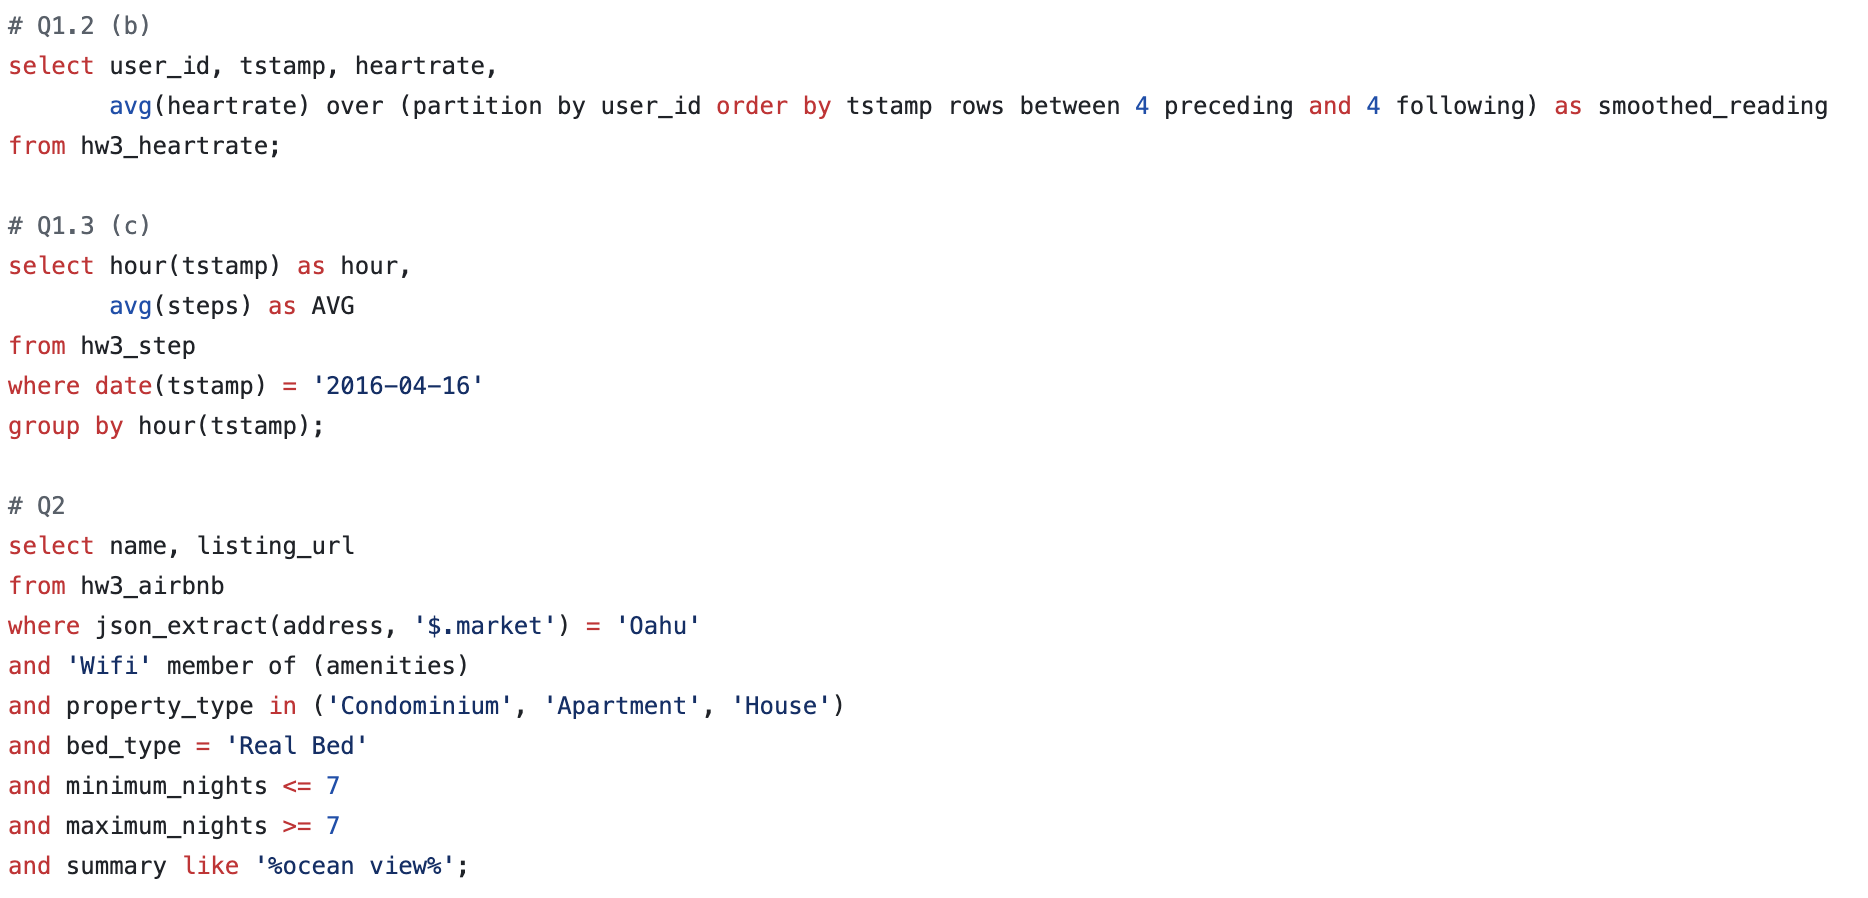 # Q1.2 (b)
select user_id, tstamp, heartrate,
       avg(heartrate) over (partition by user_id order by tstamp rows between 4 preceding and 4 following) as smoothed_reading
from hw3_heartrate;

# Q1.3 (c)
select hour(tstamp) as hour,
       avg(steps) as AVG
from hw3_step
where date(tstamp) = '2016-04-16'
group by hour(tstamp);

# Q2
select name, listing_url
from hw3_airbnb
where json_extract(address, '$.market') = 'Oahu'
and 'Wifi' member of (amenities)
and property_type in ('Condominium', 'Apartment', 'House')
and bed_type = 'Real Bed'
and minimum_nights <= 7
and maximum_nights >= 7
and summary like '%ocean view%';